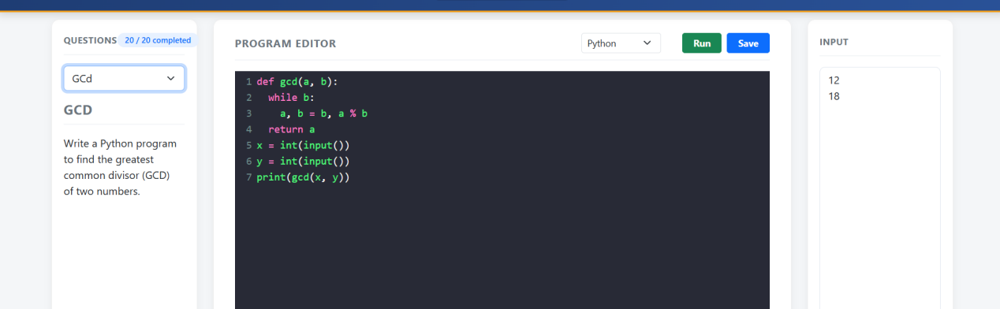 QUESTIONS 20 / 20 completed
GCd
GCD
Write a Python program
to find the greatest
common divisor (GCD)
of two numbers.
PROGRAM EDITOR Python Run Save
1 def gcd(a, b):
2   while b:
3     a, b = b, a % b
4   return a
5 x = int(input())
6 y = int(input())
7 print(gcd(x, y))
INPUT
12
18